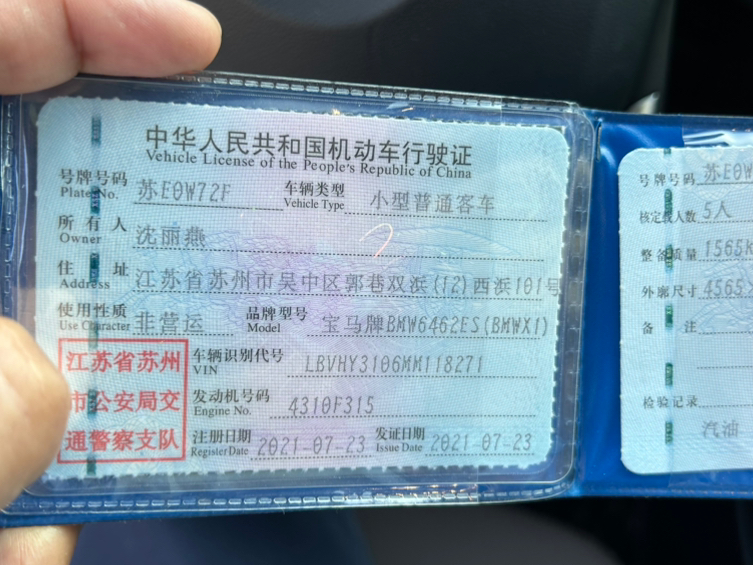 中华人民共和国机动车行驶证
Vehicle License of the People's Republic of China
号牌号码 苏E0W72F 车辆类型 小型普通客车
Plate No. Vehicle Type
所有人 沈丽燕
Owner
住址 江苏省苏州市吴中区郭巷双浜(12)西浜101号
Address
使用性质 非营运 品牌型号 宝马牌BMW6462ES(BMWX1)
Use Character Model
江苏省苏州
市公安局交
通警察支队
车辆识别代号 LBVHY3106MM118271
VIN
发动机号码 4310F315
Engine No.
注册日期 2021-07-23 发证日期 2021-07-23
Register Date Issue Date
号牌号码 苏E0W
核定载人数 5人
整备质量 1565k
外廓尺寸 4565
备注
检验记录
汽油